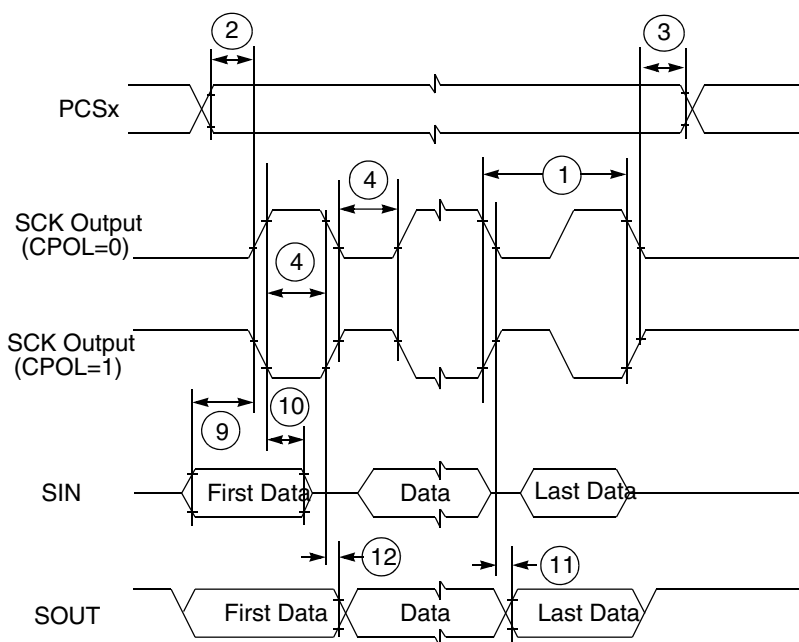 2
3
PCSx
4
1
SCK Output
(CPOL=0)
4
SCK Output
(CPOL=1)
10
9
SIN
First Data
Data
Last Data
12
11
SOUT
First Data
Data
Last Data